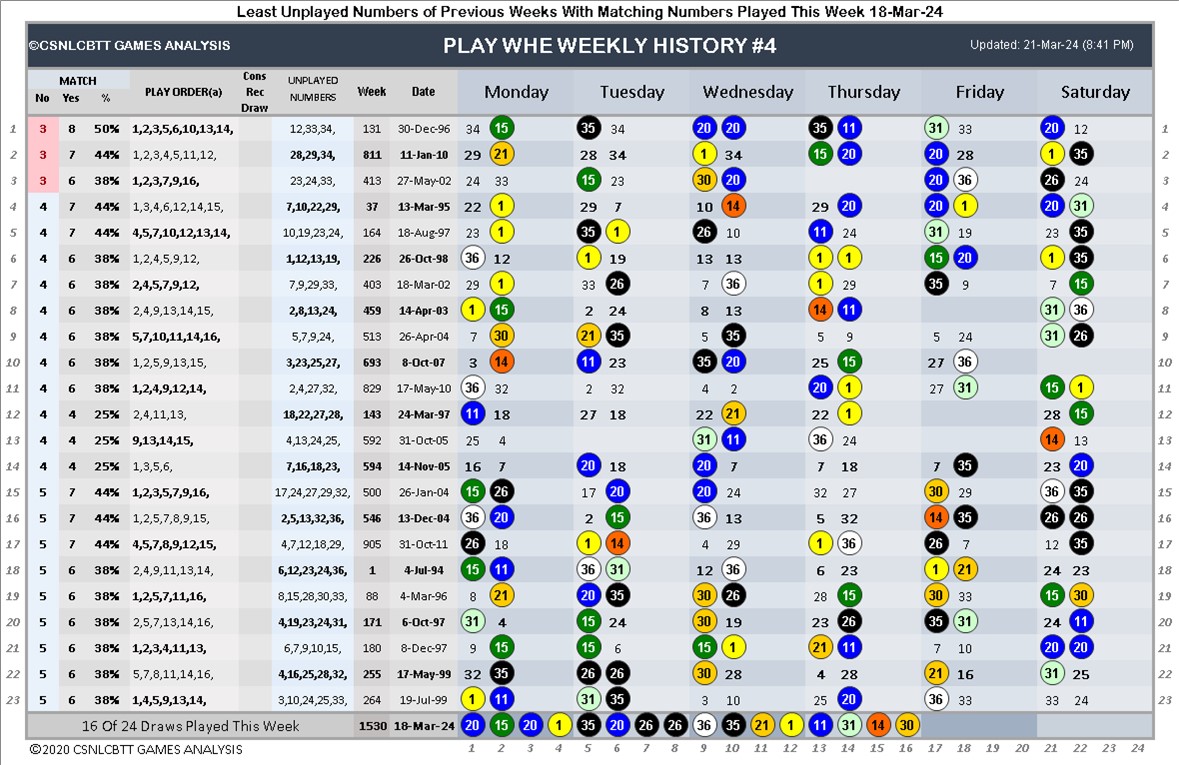 Least Unplayed Numbers of Previous Weeks With Matching Numbers Played This Week 18-Mar-24
©CSNLCBTT GAMES ANALYSIS PLAY WHE WEEKLY HISTORY #4 Updated: 21-Mar-24 (8:41 PM)
MATCH No Yes % PLAY ORDER(a) Cons Rec Draw UNPLAYED NUMBERS Week Date Monday Tuesday Wednesday Thursday Friday Saturday
1 3 8 50% 1,2,3,5,6,10,13,14, 12,33,34, 131 30-Dec-96 34 15 35 34 20 20 35 11 31 33 20 12 1
2 3 7 44% 1,2,3,4,5,11,12, 28,29,34, 811 11-Jan-10 29 21 28 34 1 34 15 20 20 28 1 35 2
3 3 6 38% 1,2,3,7,9,16, 23,24,33, 413 27-May-02 24 33 15 23 30 20 20 36 26 24 3
4 4 7 44% 1,3,4,6,12,14,15, 7,10,22,29, 37 13-Mar-95 22 1 29 7 10 14 29 20 20 1 20 31 4
5 4 7 44% 4,5,7,10,12,13,14, 10,19,23,24, 164 18-Aug-97 23 1 35 1 26 10 11 24 31 19 23 35 5
6 4 6 38% 1,2,4,5,9,12, 1,12,13,19, 226 26-Oct-98 36 12 1 19 13 13 1 1 15 20 1 35 6
7 4 6 38% 2,4,5,7,9,12, 7,9,29,33, 403 18-Mar-02 29 1 33 26 7 36 1 29 35 9 7 15 7
8 4 6 38% 2,4,9,13,14,15, 2,8,13,24, 459 14-Apr-03 1 15 2 24 8 13 14 11 31 36 8
9 4 6 38% 5,7,10,11,14,16, 5,7,9,24, 513 26-Apr-04 7 30 21 35 5 35 5 9 5 24 31 26 9
10 4 6 38% 1,2,5,9,13,15, 3,23,25,27, 693 8-Oct-07 3 14 11 23 35 20 25 15 27 36 10
11 4 6 38% 1,2,4,9,12,14, 2,4,27,32, 829 17-May-10 36 32 2 32 4 2 20 1 27 31 15 1 11
12 4 4 25% 2,4,11,13, 18,22,27,28, 143 24-Mar-97 11 18 27 18 22 21 22 1 28 15 12
13 4 4 25% 9,13,14,15, 4,13,24,25, 592 31-Oct-05 25 4 31 11 36 24 14 13 13
14 4 4 25% 1,3,5,6, 7,16,18,23, 594 14-Nov-05 16 7 20 18 20 7 7 18 7 35 23 20 14
15 5 7 44% 1,2,3,5,7,9,16, 17,24,27,29,32, 500 26-Jan-04 15 26 17 20 20 24 32 27 30 29 36 35 15
16 5 7 44% 1,2,5,7,8,9,15, 2,5,13,32,36, 546 13-Dec-04 36 20 2 15 36 13 5 32 14 35 26 26 16
17 5 7 44% 4,5,7,8,9,12,15, 4,7,12,18,29, 905 31-Oct-11 26 18 1 14 4 29 1 36 26 7 12 35 17
18 5 6 38% 2,4,9,11,13,14, 6,12,23,24,36, 1 4-Jul-94 15 11 36 31 12 36 6 23 1 21 24 23 18
19 5 6 38% 1,2,5,7,11,16, 8,15,28,30,33, 88 4-Mar-96 8 21 20 35 30 26 28 15 30 33 15 30 19
20 5 6 38% 2,5,7,13,14,16, 4,19,23,24,31, 171 6-Oct-97 31 4 15 24 30 19 23 26 35 31 24 11 20
21 5 6 38% 1,2,3,4,11,13, 6,7,9,10,15, 180 8-Dec-97 9 15 15 6 15 1 21 11 7 10 20 20 21
22 5 6 38% 5,7,8,11,14,16, 4,16,25,28,32, 255 17-May-99 32 35 26 26 30 28 4 28 21 16 31 25 22
23 5 6 38% 1,4,5,9,13,14, 3,10,24,25,33, 264 19-Jul-99 1 11 31 35 3 10 25 20 36 33 33 24 23
16 Of 24 Draws Played This Week 1530 18-Mar-24 20 15 20 1 35 20 26 26 36 35 21 1 11 31 14 30
©2020 CSNLCBTT GAMES ANALYSIS 1 2 3 4 5 6 7 8 9 10 11 12 13 14 15 16 17 18 19 20 21 22 23 24